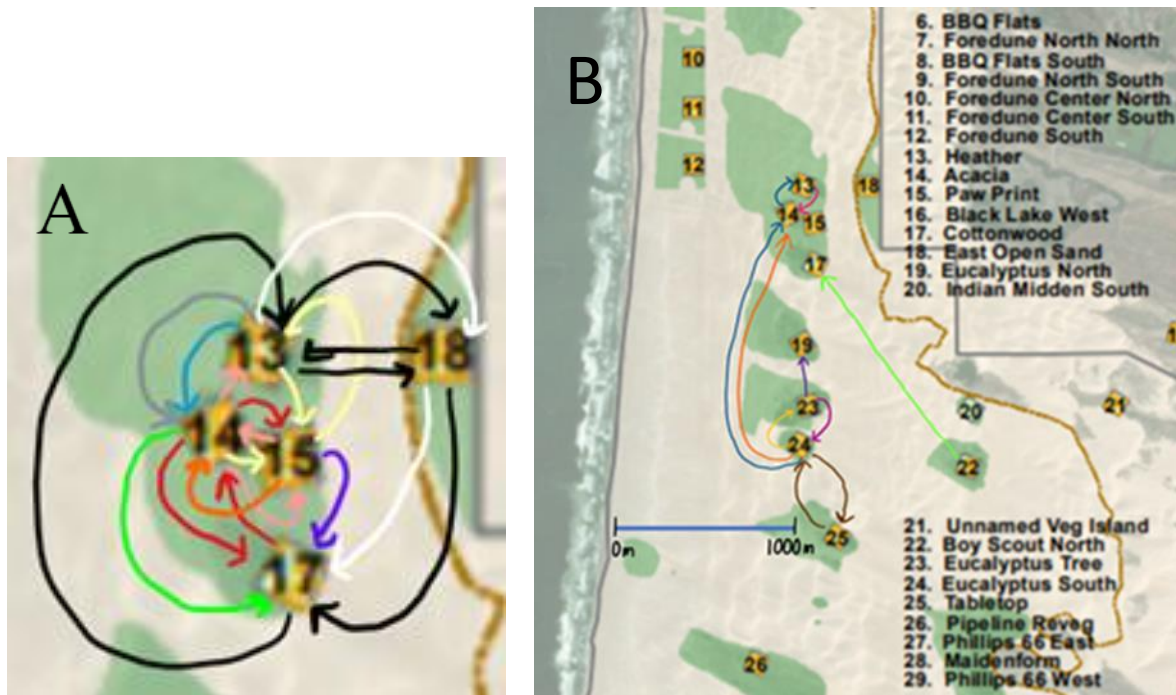 A
13
18
14
15
17
B
6. BBQ Flats
7. Foredune North North
8. BBQ Flats South
9. Foredune North South
10. Foredune Center North
11. Foredune Center South
12. Foredune South
13. Heather
14. Acacia
15. Paw Print
16. Black Lake West
17. Cottonwood
18. East Open Sand
19. Eucalyptus North
20. Indian Midden South
10
11
12
13
18
14
15
17
19
23
20
21
24
22
0m
1000m
25
26
21. Unnamed Veg Island
22. Boy Scout North
23. Eucalyptus Tree
24. Eucalyptus South
25. Tabletop
26. Pipeline Reveg
27. Phillips 66 East
28. Maidenform
29. Phillips 66 West